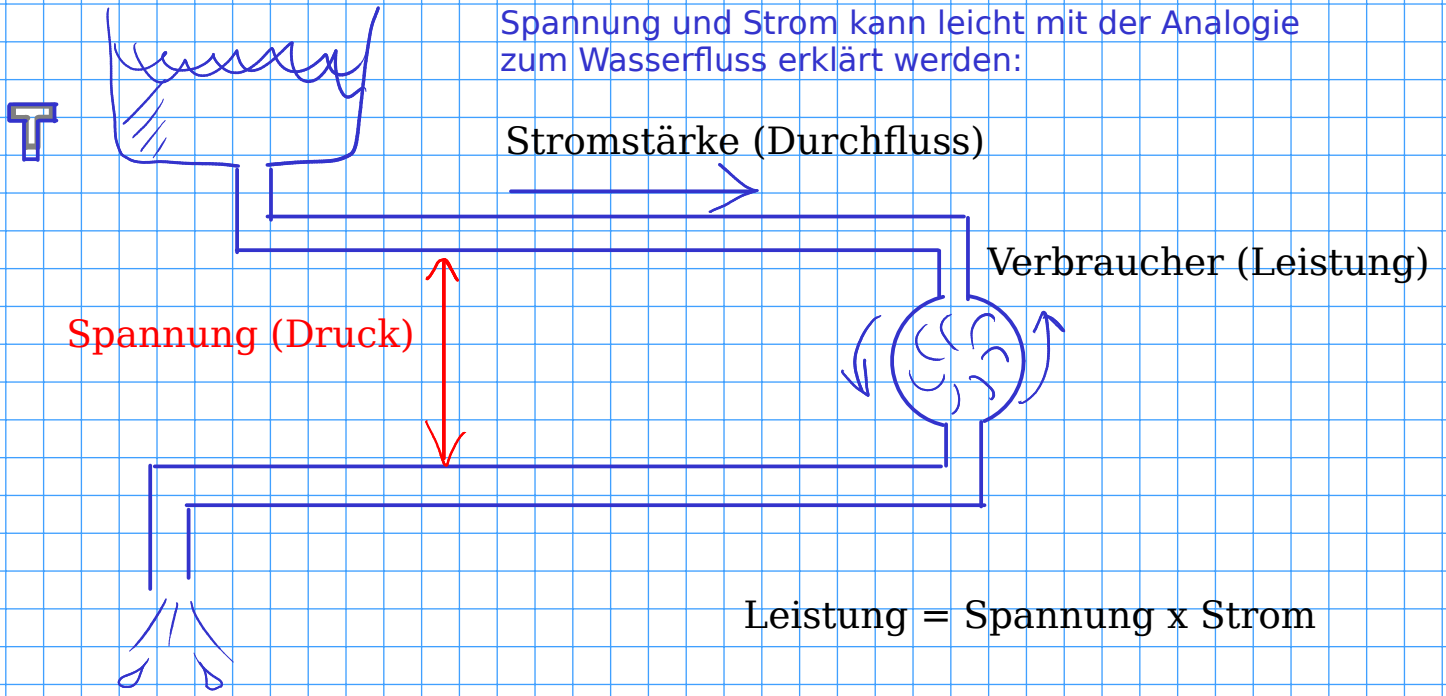 Spannung und Strom kann leicht mit der Analogie
zum Wasserfluss erklärt werden:
T
Stromstärke (Durchfluss)
Verbraucher (Leistung)
Spannung (Druck)
Leistung = Spannung x Strom